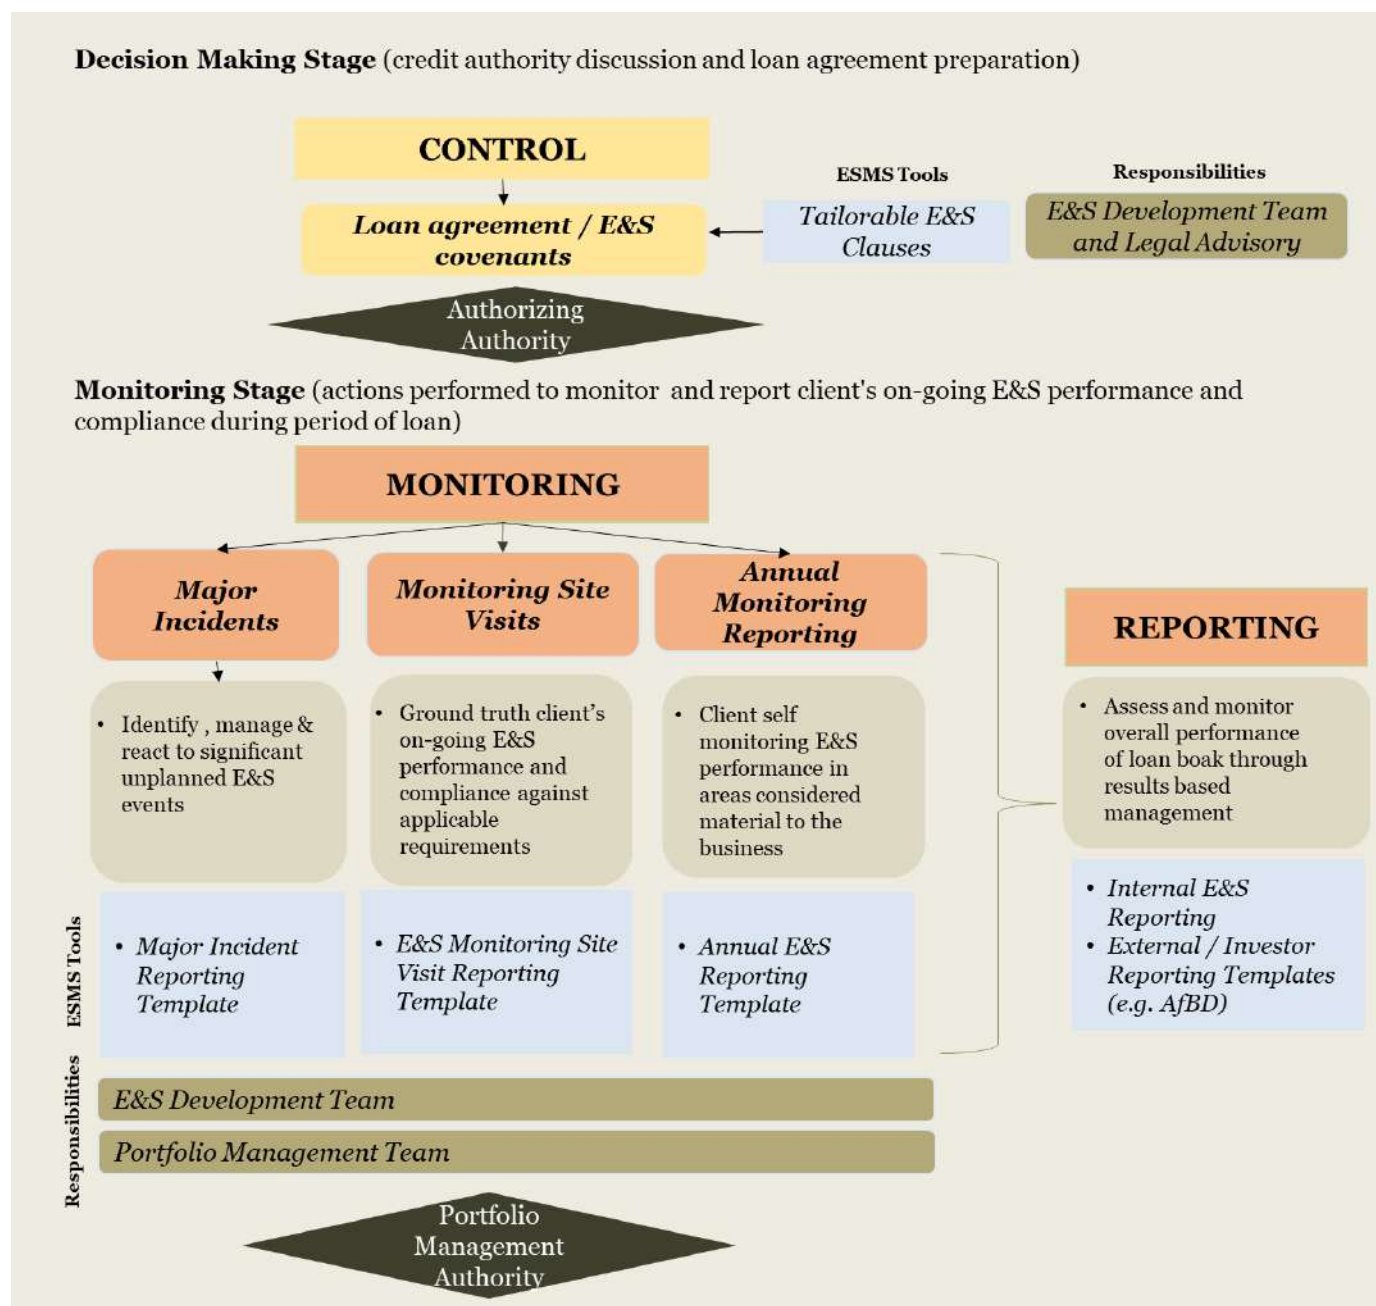 Decision Making Stage (credit authority discussion and loan agreement preparation)
CONTROL
Loan agreement / E&S
covenants
ESMS Tools
Tailorable E&S
Clauses
Responsibilities
E&S Development Team
and Legal Advisory
Authorizing
Authority
Monitoring Stage (actions performed to monitor and report client's on-going E&S performance and
compliance during period of loan)
MONITORING
Major
Incidents
Monitoring Site
Visits
Annual
Monitoring
Reporting
REPORTING
• Identify , manage &
react to significant
unplanned E&S
events
• Ground truth client’s
on-going E&S
performance and
compliance against
applicable
requirements
• Client self
monitoring E&S
performance in
areas considered
material to the
business
• Assess and monitor
overall performance
of loan boak through
results based
management
ESMS Tools
• Major Incident
Reporting
Template
• E&S Monitoring Site
Visit Reporting
Template
• Annual E&S
Reporting
Template
• Internal E&S
Reporting
• External / Investor
Reporting Templates
(e.g. AfBD)
Responsibilities
E&S Development Team
Portfolio Management Team
Portfolio
Management
Authority